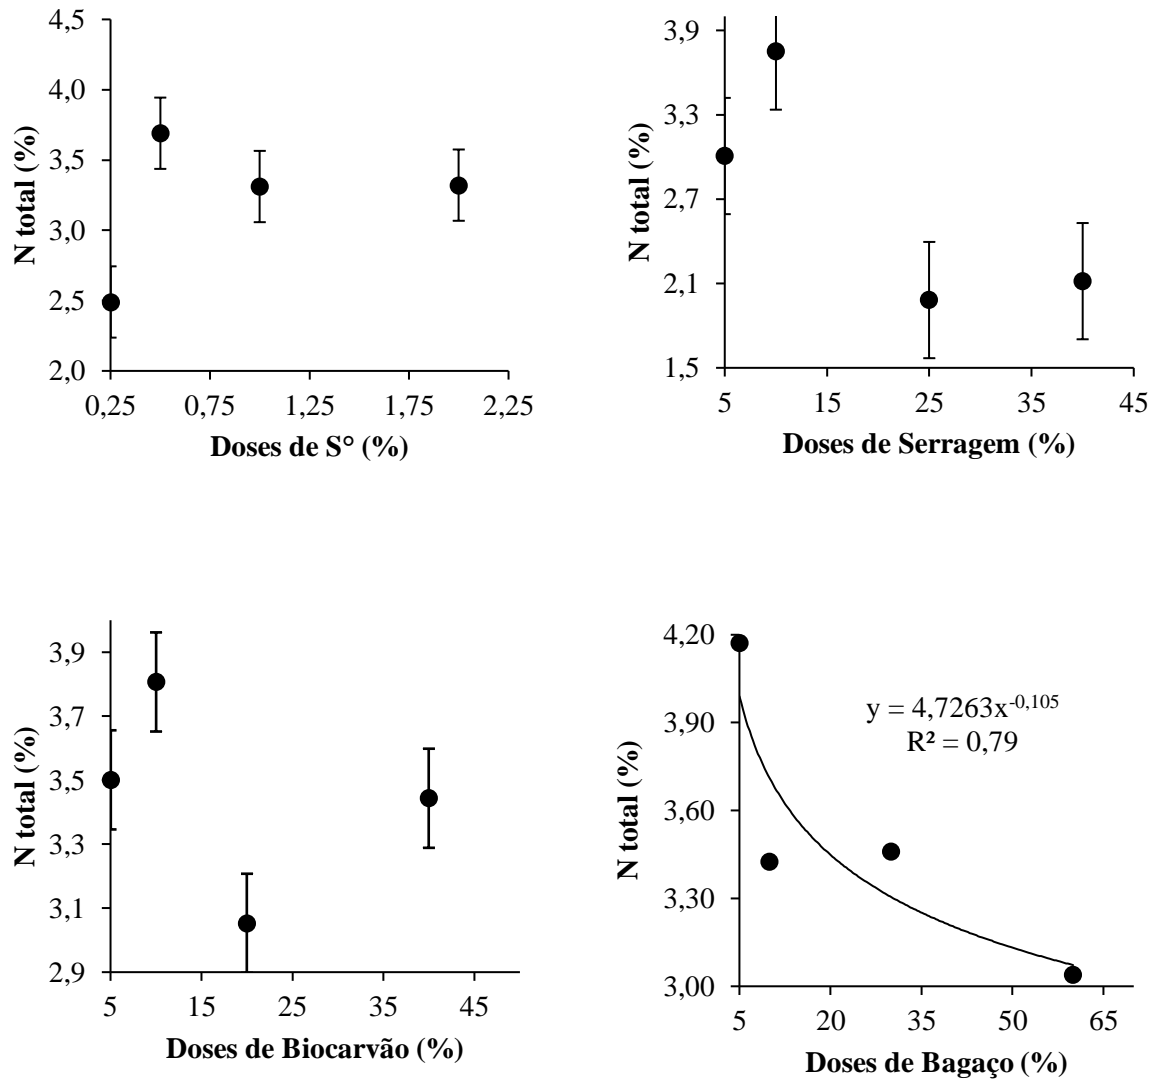 4,5
4,0
3,5
3,0
2,5
2,0
N total (%)
0,25 0,75 1,25 1,75 2,25
Doses de S° (%)
3,9
3,3
2,7
2,1
1,5
N total (%)
5 15 25 35 45
Doses de Serragem (%)
3,9
3,7
3,5
3,3
3,1
2,9
N total (%)
5 15 25 35 45
Doses de Biocarvão (%)
4,20
3,90
3,60
3,30
3,00
N total (%)
y = 4,7263x^-0,105
R² = 0,79
5 20 35 50 65
Doses de Bagaço (%)